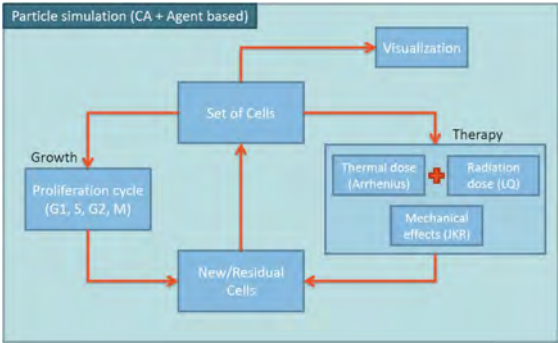 Particle simulation (CA + Agent based)
Visualization
Set of Cells
Growth
Therapy
Proliferation cycle
(G1, S, G2, M)
Thermal dose
(Arrhenius)
Radiation
dose (LQ)
Mechanical
effects (JKR)
New/Residual
Cells